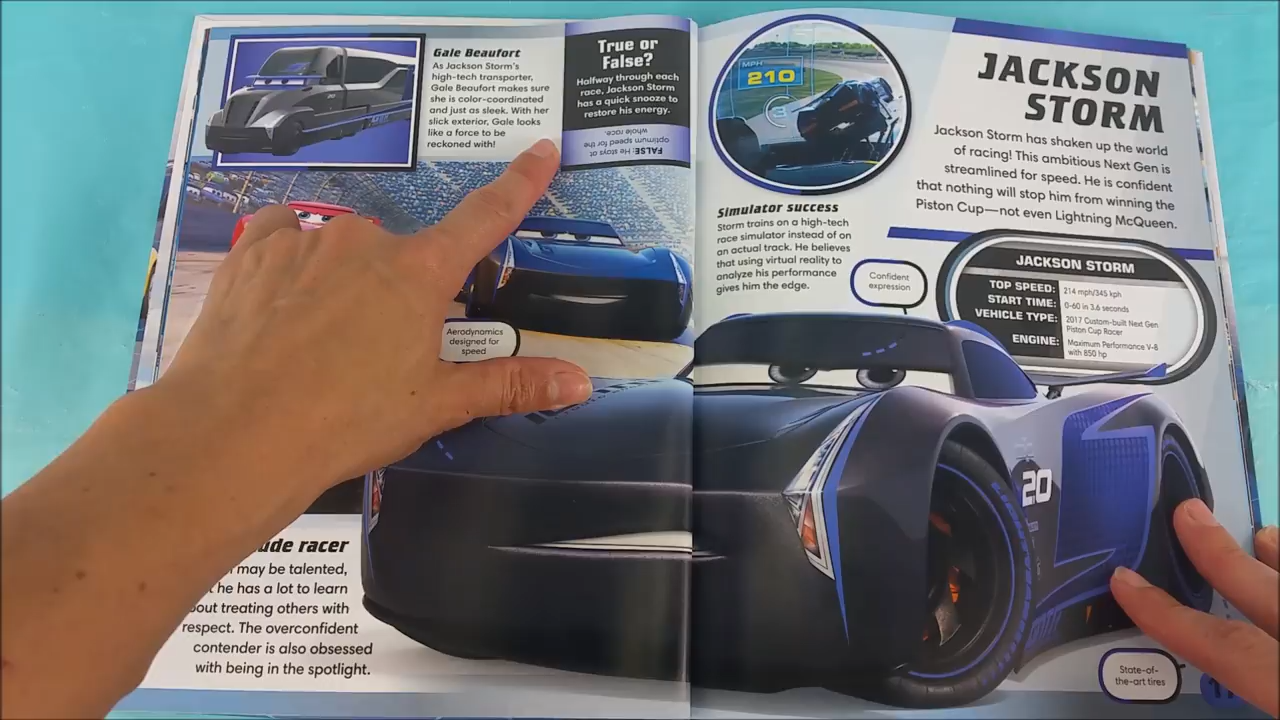 Gale Beaufort
As Jackson Storm's
high-tech transporter,
Gale Beaufort makes sure
she is color-coordinated
and just as sleek. With her
slick exterior, Gale looks
like a force to be
reckoned with!
True or
False?
Halfway through each
race, Jackson Storm
has a quick snooze to
restore his energy.
FALSE: He stays at
optimum speed for the
whole race.
Aerodynamics
designed for
speed
ude racer
may be talented,
he has a lot to learn
out treating others with
respect. The overconfident
contender is also obsessed
with being in the spotlight.
MPH
210
3
JACKSON
STORM
Jackson Storm has shaken up the world
of racing! This ambitious Next Gen is
streamlined for speed. He is confident
that nothing will stop him from winning the
Piston Cup—not even Lightning McQueen.
Simulator success
Storm trains on a high-tech
race simulator instead of on
an actual track. He believes
that using virtual reality to
analyze his performance
gives him the edge.
Confident
expression
JACKSON STORM
TOP SPEED: 214 mph/345 kph
START TIME: 0-60 in 3.6 seconds
VEHICLE TYPE: 2017 Custom-built Next Gen
Piston Cup Racer
ENGINE: Maximum Performance V-8
with 850 hp
20
State-of-
the-art tires